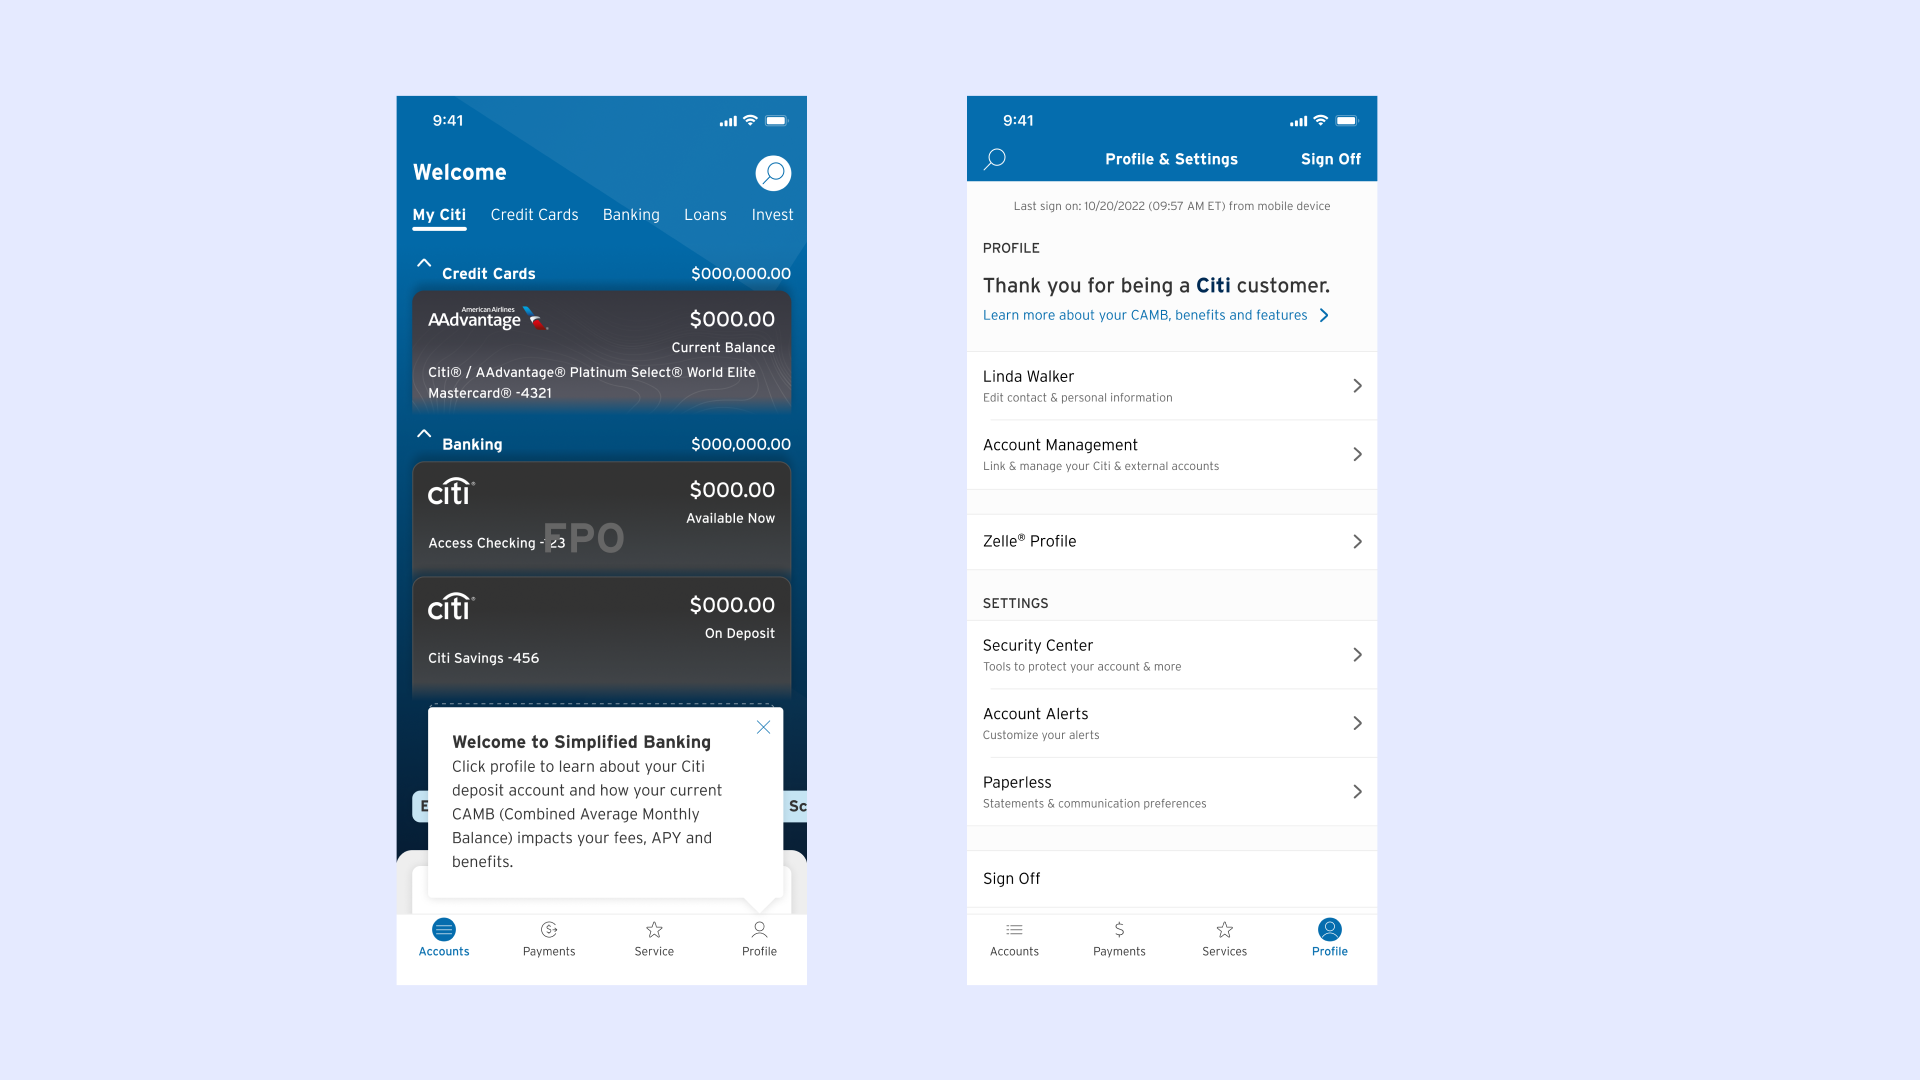 9:41
Welcome
My Citi Credit Cards Banking Loans Invest
Credit Cards $000,000.00
American Airlines
AAdvantage $000.00
Current Balance
Citi® / AAdvantage® Platinum Select® World Elite
Mastercard® -4321
Banking $000,000.00
citi® $000.00
Available Now
FPO
Access Checking -123
citi® $000.00
On Deposit
Citi Savings -456
Welcome to Simplified Banking
Click profile to learn about your Citi
deposit account and how your current
CAMB (Combined Average Monthly
Balance) impacts your fees, APY and
benefits.
E Sc
Accounts Payments Service Profile
9:41
Profile & Settings Sign Off
Last sign on: 10/20/2022 (09:57 AM ET) from mobile device
PROFILE
Thank you for being a Citi customer.
Learn more about your CAMB, benefits and features
Linda Walker
Edit contact & personal information
Account Management
Link & manage your Citi & external accounts
Zelle® Profile
SETTINGS
Security Center
Tools to protect your account & more
Account Alerts
Customize your alerts
Paperless
Statements & communication preferences
Sign Off
Accounts Payments Services Profile